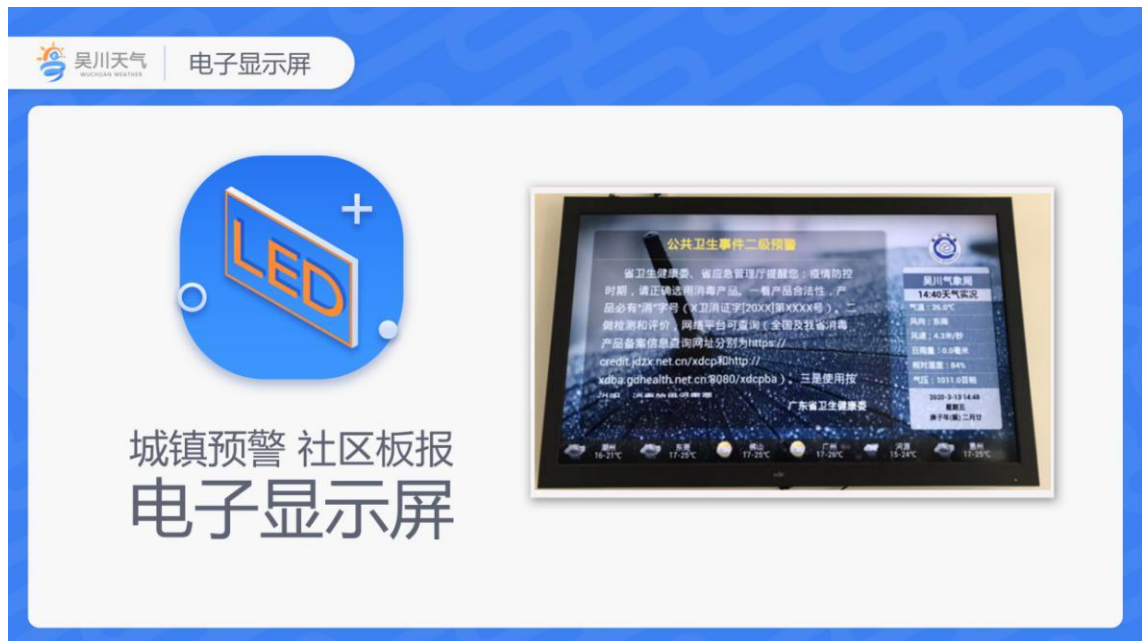 吴川天气
WUCHUAN WEATHER
电子显示屏
LED
城镇预警 社区板报
电子显示屏
公共卫生事件二级预警
省卫生健康委、省应急管理厅提醒您:疫情防控
时期,请正确选用消毒产品。一看产品合法性,产
品必有“消”字号(X卫消证字[20XX]第XXXX号)。二
做检测和评价,网络平台可查询(全国及我省消毒
产品备案信息查询网址分别为https://
credit.jdzx.net.cn/xdcp和http://
xdba.gdhealth.net.cn:8080/xdcpba)。三是使用按
广东省卫生健康委
吴川气象局
14:40天气实况
气温:26.0℃
风向:东南
风速:4.3米/秒
日雨量:0.0毫米
相对湿度:84%
气压:1011.0百帕
2020-3-13 14:48
星期五
庚子年(鼠)二月廿
潮州 东莞 佛山 广州 河源 惠州
16-21℃ 17-25℃ 17-25℃ 17-26℃ 15-24℃ 17-25℃